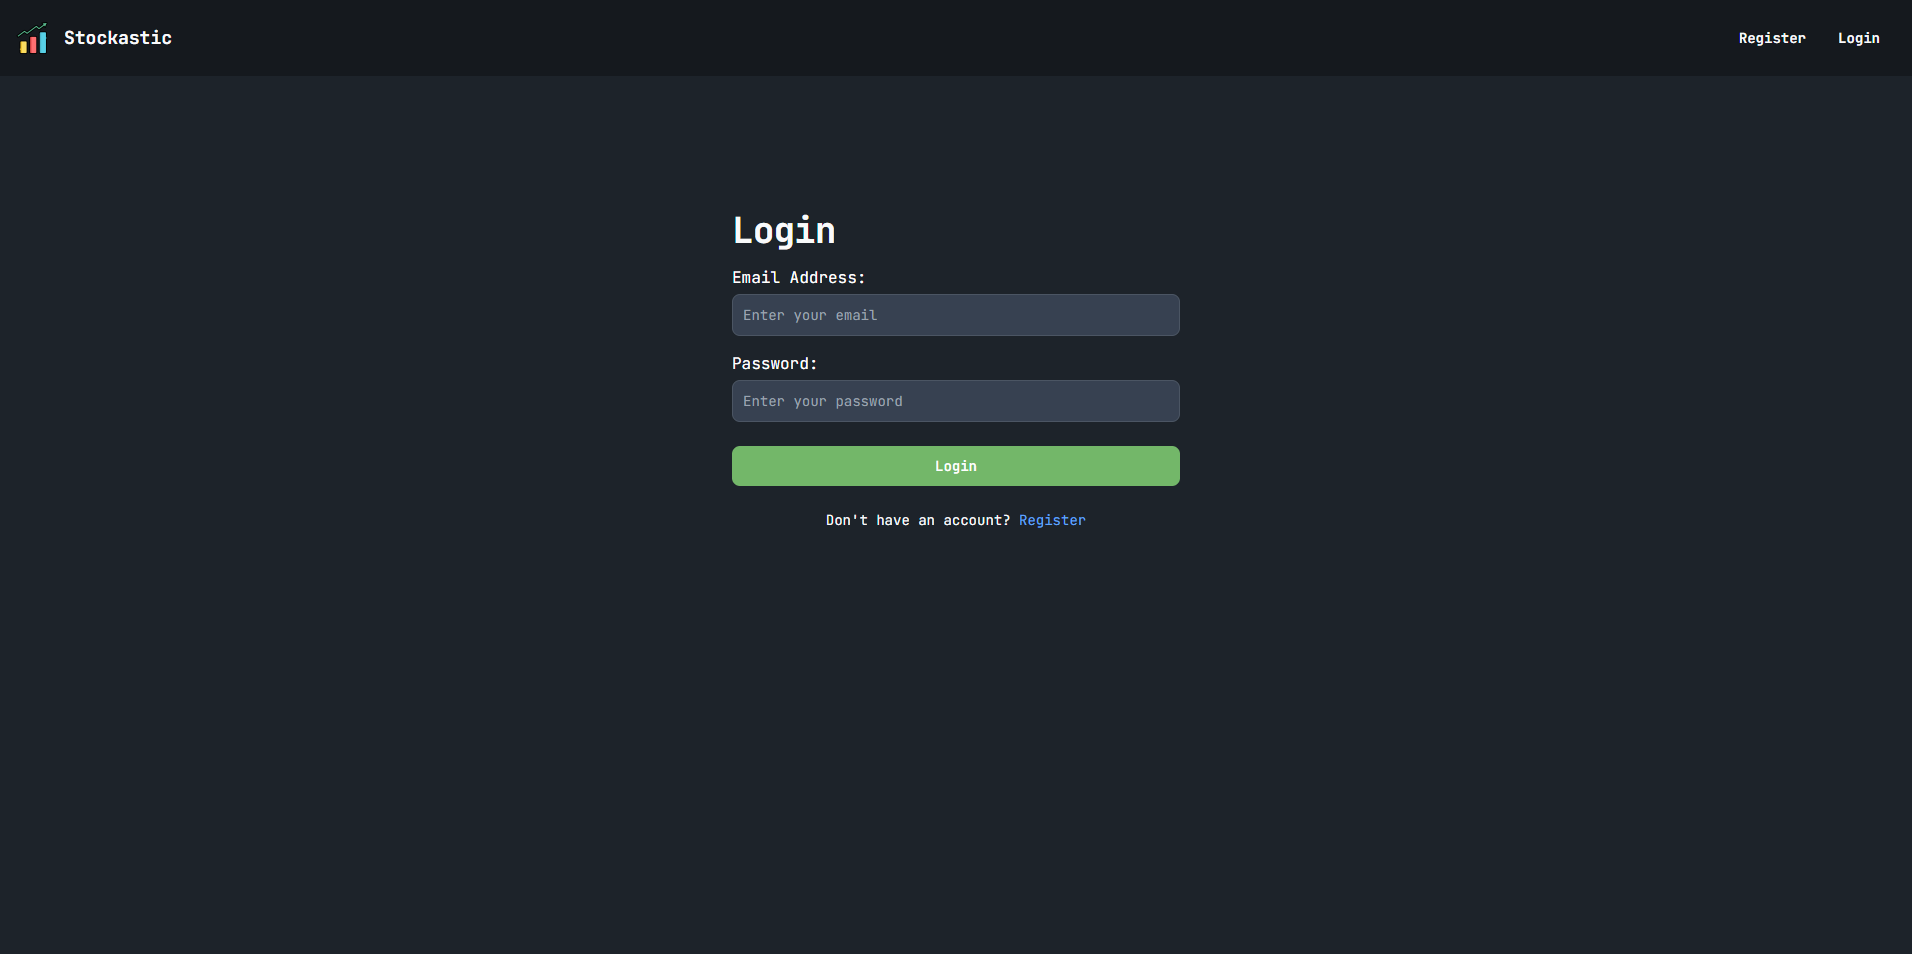 Stockastic
Register
Login
Login
Email Address:
Enter your email
Password:
Enter your password
Login
Don't have an account? Register